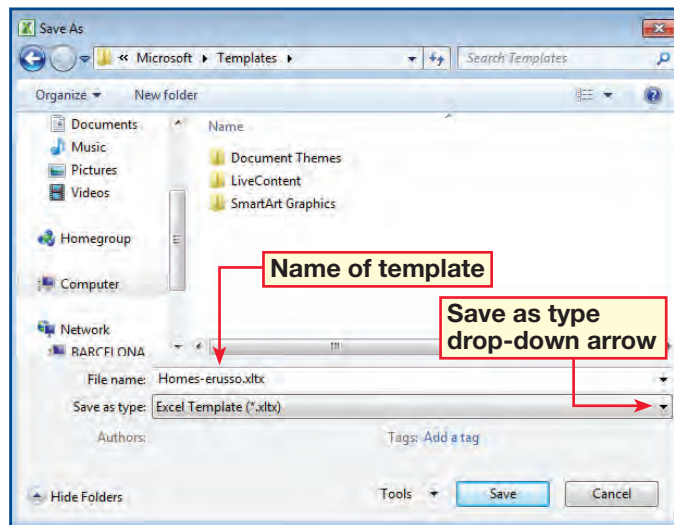 Save As
« Microsoft Templates
Search Templates
Organize New folder
Documents
Music
Pictures
Videos
Homegroup
Computer
Network
BARCELONA
Name
Document Themes
LiveContent
SmartArt Graphics
Name of template
Save as type
drop-down arrow
File name: Homes-erusso.xltx
Save as type: Excel Template (*.xltx)
Authors: Tags: Add a tag
Hide Folders Tools Save Cancel